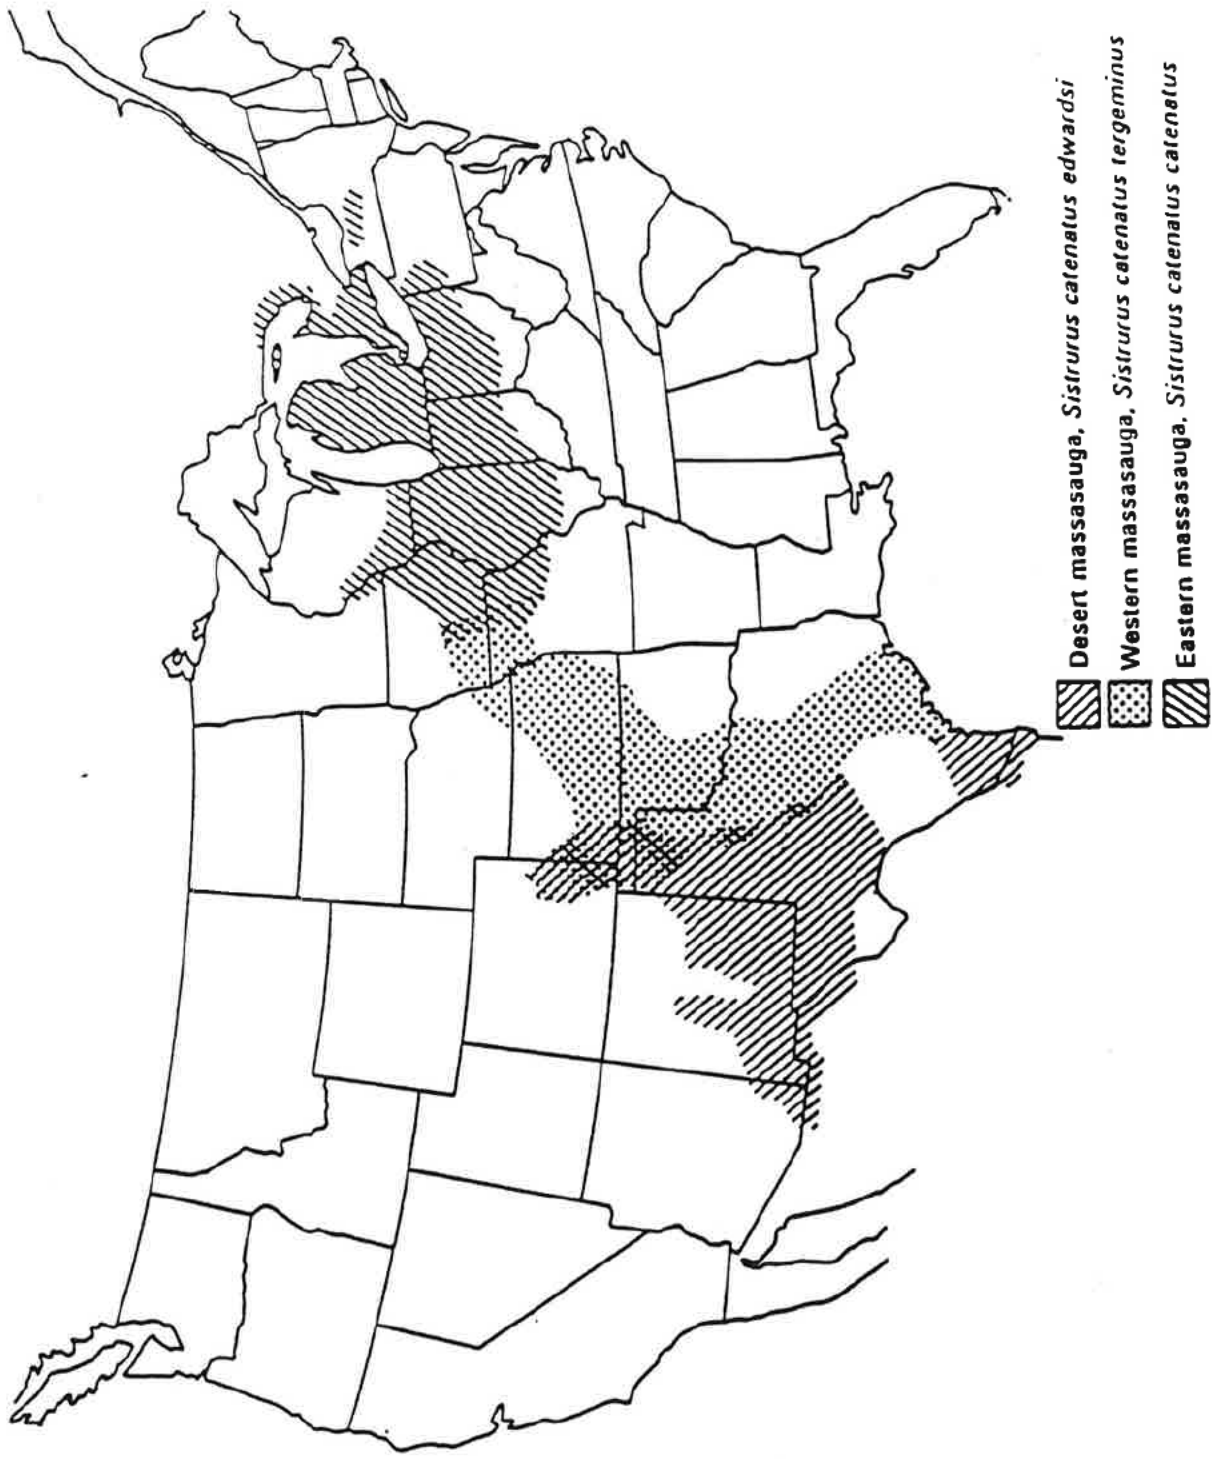 Desert massasauga, Sistrurus catenatus edwardsi
Western massasauga, Sistrurus catenatus tergeminus
Eastern massasauga, Sistrurus catenatus catenatus